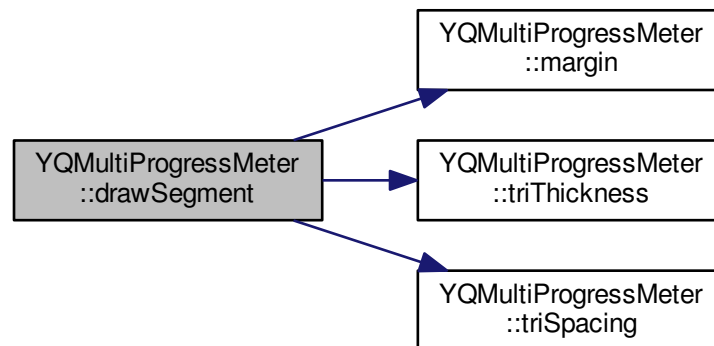 YQMultiProgressMeter
::drawSegment
YQMultiProgressMeter
::margin
YQMultiProgressMeter
::triThickness
YQMultiProgressMeter
::triSpacing